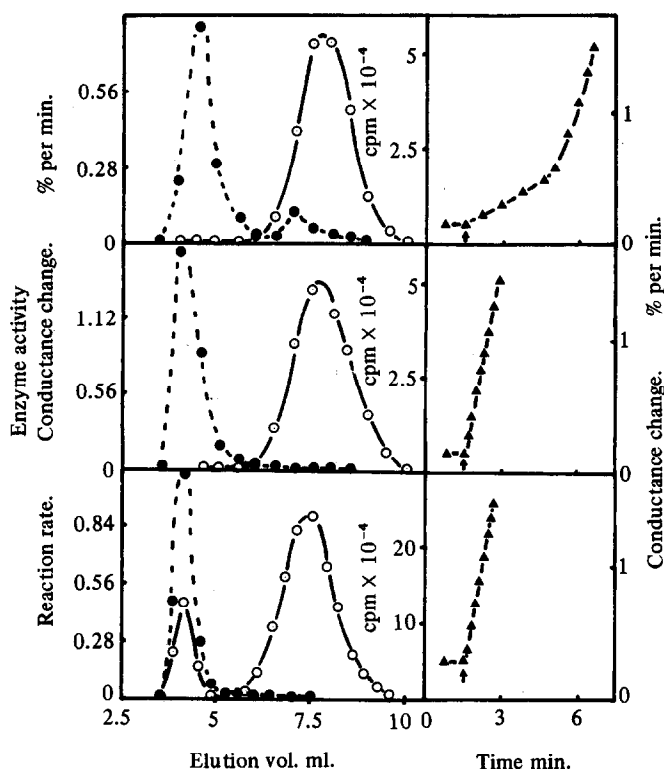 % per min.
0.56
0.28
0
cpm X 10⁻⁴
5
2.5
1
0
Enzyme activity
Conductance change.
1.12
0.56
0
cpm X 10⁻⁴
5
2.5
% per min.
1
0
Reaction rate.
0.84
0.56
0.28
0
cpm X 10⁻⁴
20
10
Conductance change.
1
0
2.5 5 7.5 10 0 3 6
Elution vol. ml. Time min.